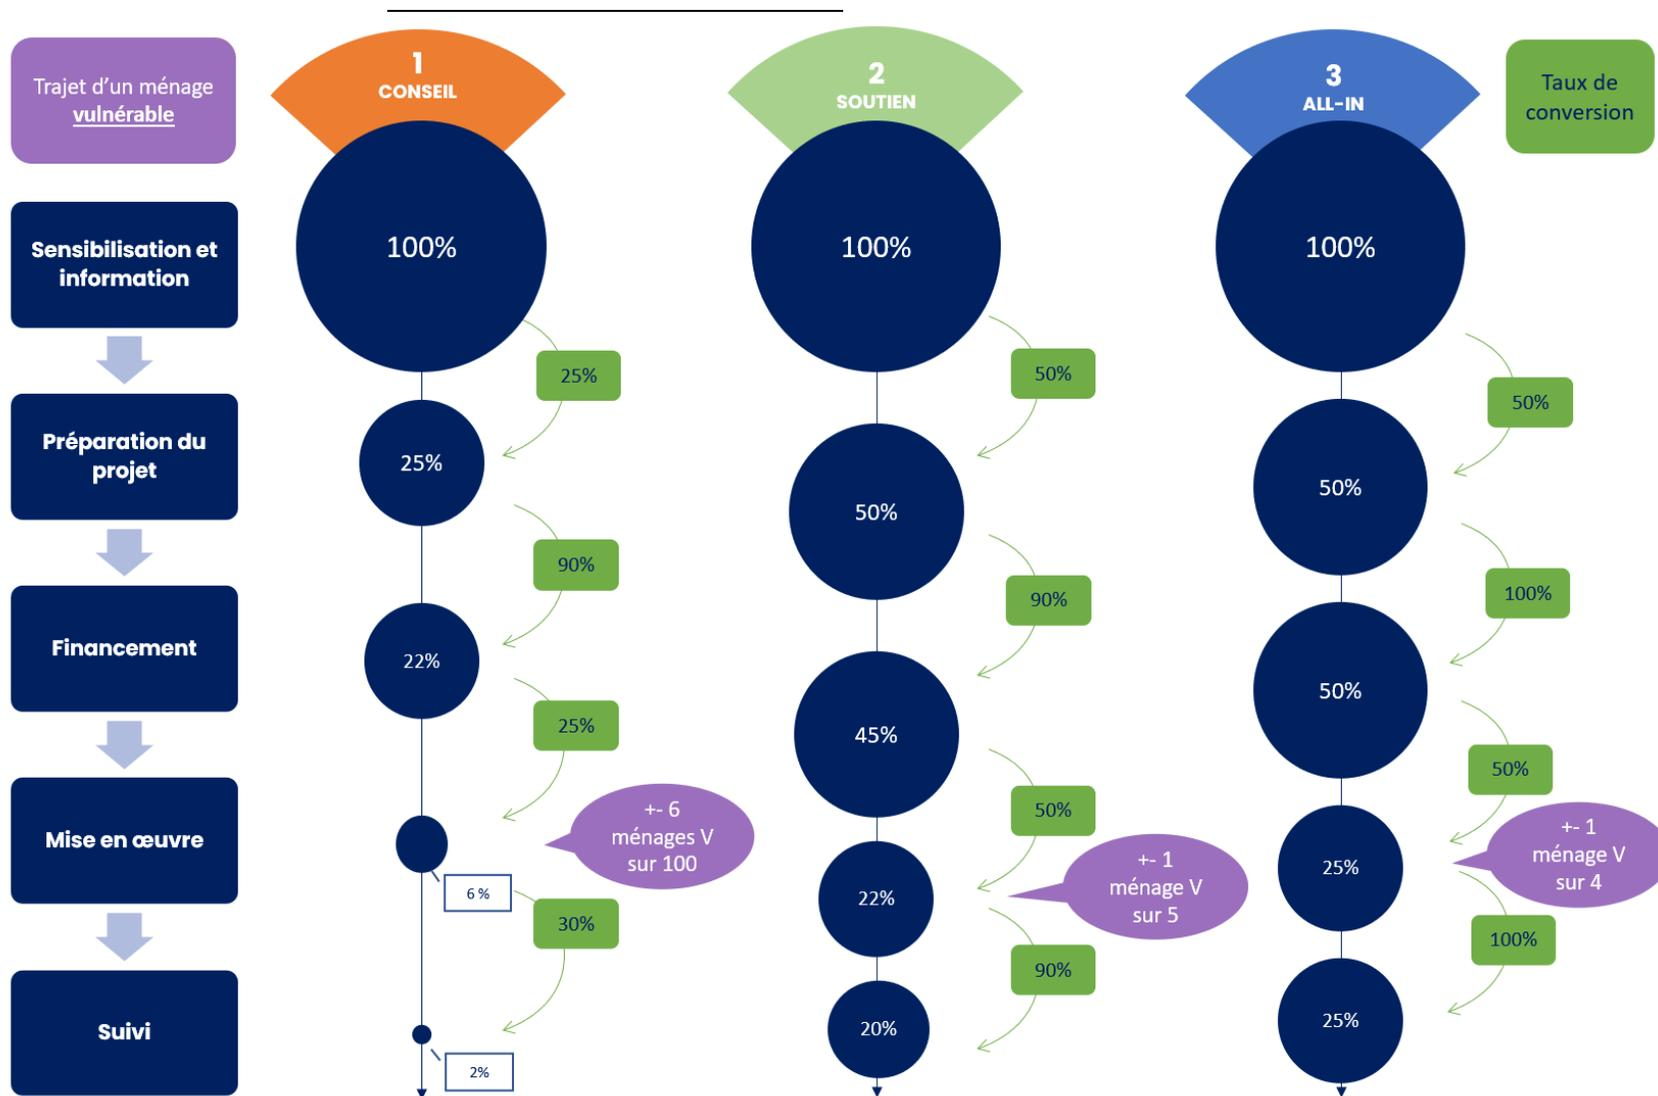 Trajet d'un ménage
vulnérable
1
CONSEIL
2
SOUTIEN
3
ALL-IN
Taux de
conversion
Sensibilisation et
information
100%
100%
100%
25%
50%
50%
Préparation du
projet
25%
50%
50%
90%
90%
100%
Financement
22%
45%
50%
25%
50%
50%
Mise en œuvre
+- 6
ménages V
sur 100
6 %
22%
+- 1
ménage V
sur 5
25%
+- 1
ménage V
sur 4
30%
90%
100%
Suivi
2%
20%
25%